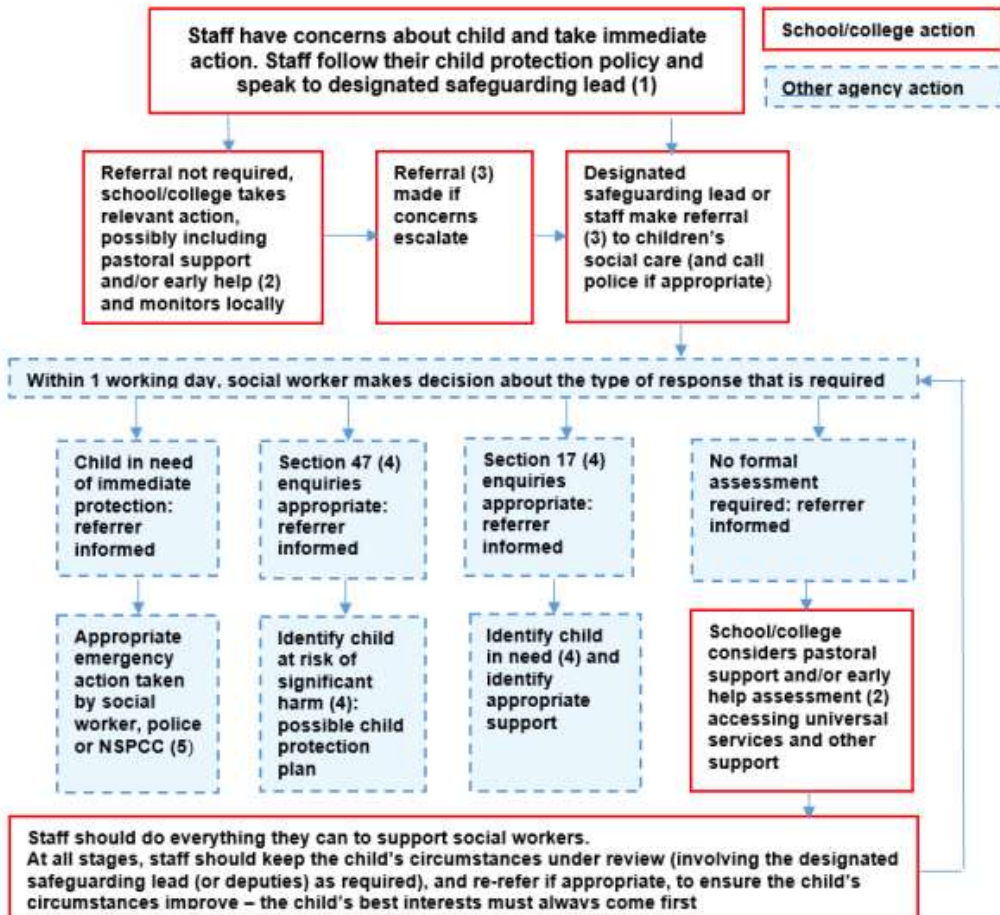 Staff have concerns about child and take immediate
action. Staff follow their child protection policy and
speak to designated safeguarding lead (1)
School/college action
Other agency action
Referral not required,
school/college takes
relevant action,
possibly including
pastoral support
and/or early help (2)
and monitors locally
Referral (3)
made if
concerns
escalate
Designated
safeguarding lead or
staff make referral
(3) to children's
social care (and call
police if appropriate)
Within 1 working day, social worker makes decision about the type of response that is required
Child in need
of immediate
protection:
referrer
informed
Section 47 (4)
enquiries
appropriate:
referrer
informed
Section 17 (4)
enquiries
appropriate:
referrer
informed
No formal
assessment
required: referrer
informed
Appropriate
emergency
action taken
by social
worker, police
or NSPCC (5)
Identify child
at risk of
significant
harm (4):
possible child
protection
plan
Identify child
in need (4) and
identify
appropriate
support
School/college
considers pastoral
support and/or early
help assessment (2)
accessing universal
services and other
support
Staff should do everything they can to support social workers.
At all stages, staff should keep the child's circumstances under review (involving the designated
safeguarding lead (or deputies) as required), and re-refer if appropriate, to ensure the child's
circumstances improve – the child's best interests must always come first